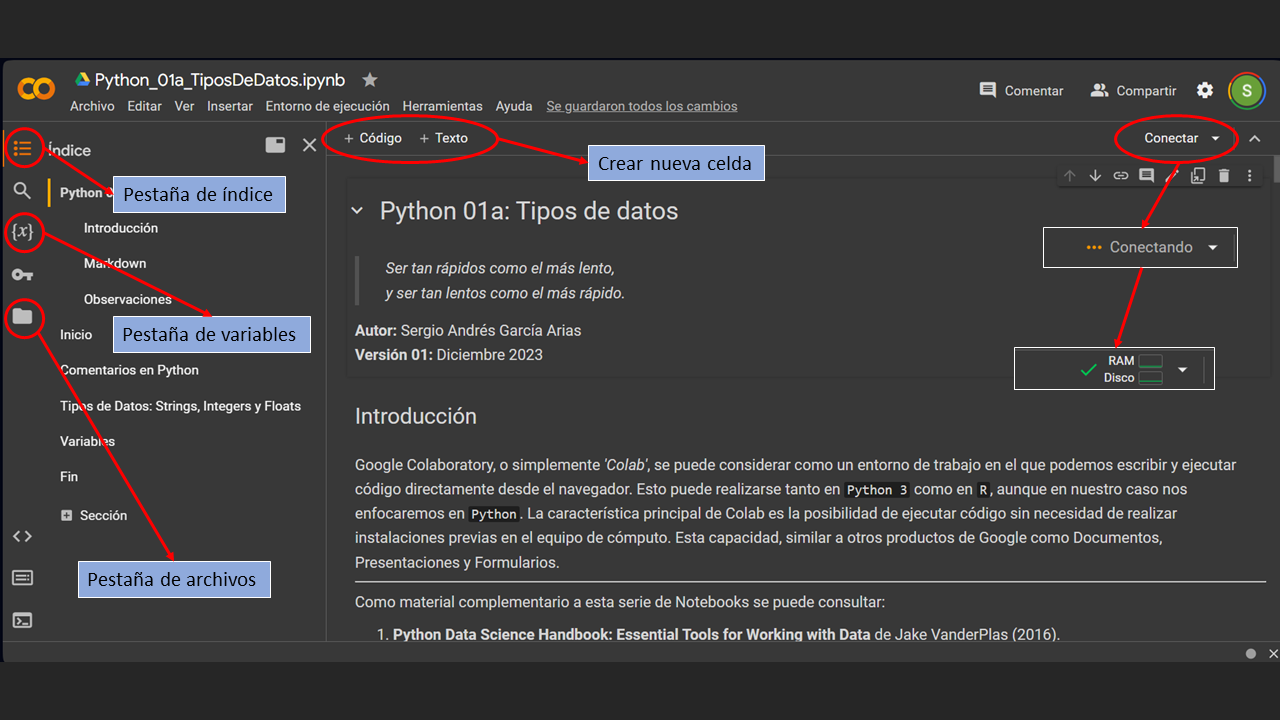 Python_01a_TiposDeDatos.ipynb
Archivo Editar Ver Insertar Entorno de ejecución Herramientas Ayuda Se guardaron todos los cambios
Comentar Compartir S
Índice
+ Código + Texto
Conectar
Crear nueva celda
Python
Pestaña de índice
Introducción
{x}
Markdown
Observaciones
Pestaña de variables
Inicio
Comentarios en Python
Tipos de Datos: Strings, Integers y Floats
Variables
Fin
Sección
Pestaña de archivos
Python 01a: Tipos de datos
Ser tan rápidos como el más lento,
y ser tan lentos como el más rápido.
Autor: Sergio Andrés García Arias
Versión 01: Diciembre 2023
Conectando
RAM
Disco
Introducción
Google Colaboratory, o simplemente 'Colab', se puede considerar como un entorno de trabajo en el que podemos escribir y ejecutar
código directamente desde el navegador. Esto puede realizarse tanto en Python 3 como en R, aunque en nuestro caso nos
enfocaremos en Python. La característica principal de Colab es la posibilidad de ejecutar código sin necesidad de realizar
instalaciones previas en el equipo de cómputo. Esta capacidad, similar a otros productos de Google como Documentos,
Presentaciones y Formularios.
Como material complementario a esta serie de Notebooks se puede consultar:
1. Python Data Science Handbook: Essential Tools for Working with Data de Jake VanderPlas (2016).